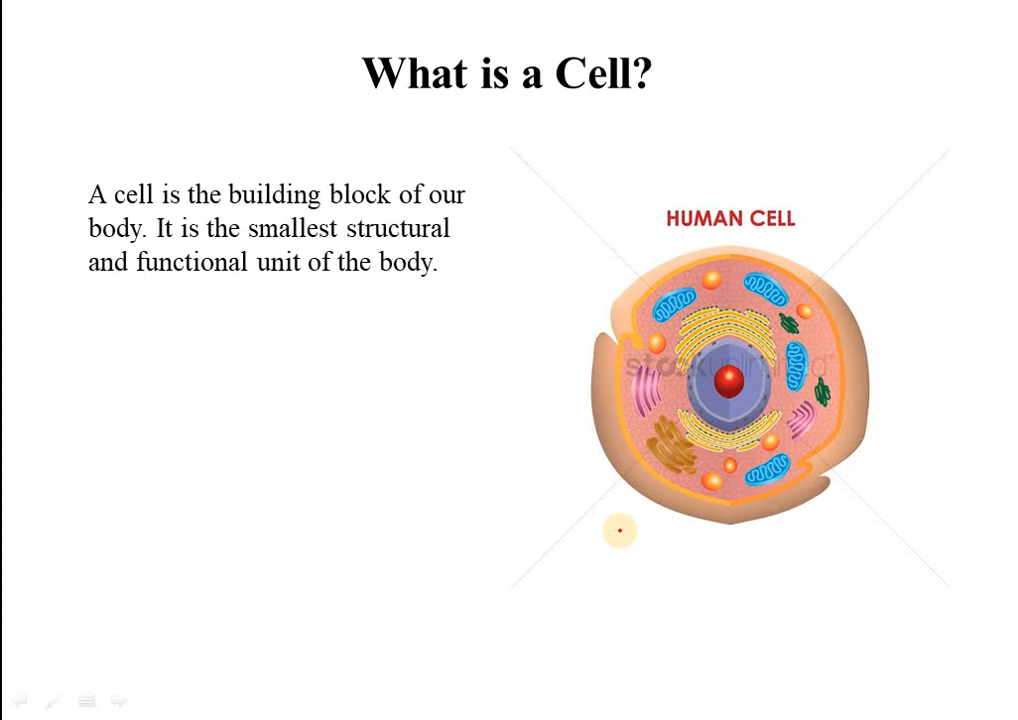 What is a Cell?
A cell is the building block of our
body. It is the smallest structural
and functional unit of the body.
HUMAN CELL
stockunlimited